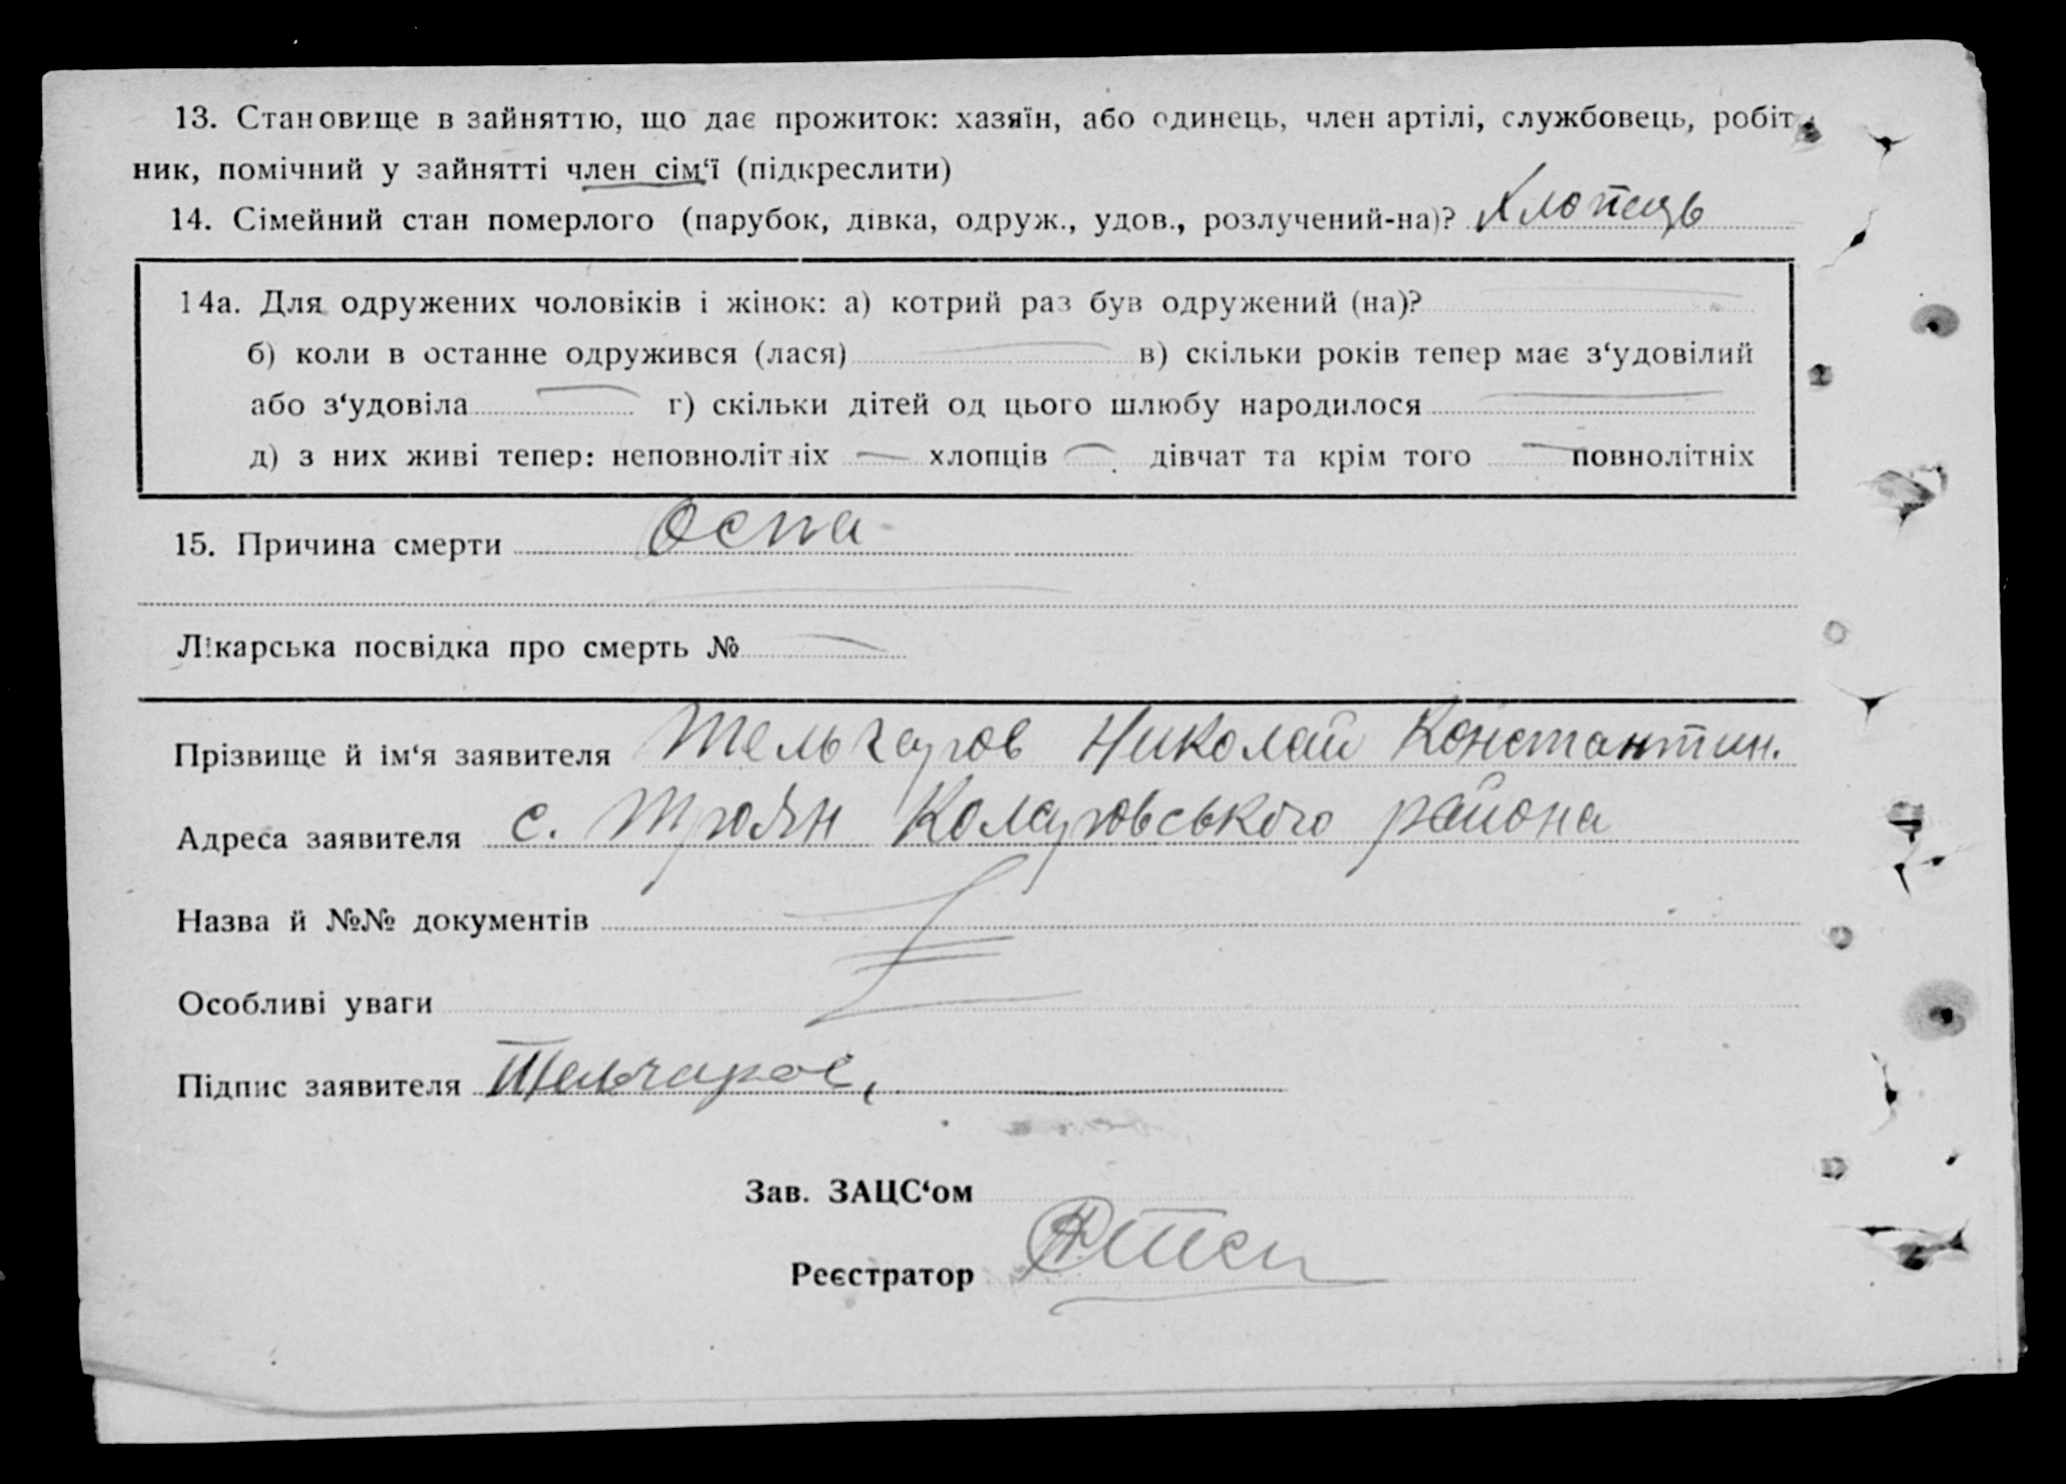 13. Становище в зайняттю, що дає прожиток: хазяїн, або одинець, член артілі, службовець, робіт
ник, помічний у зайнятті член сім‘ї (підкреслити)
14. Сімейний стан померлого (парубок, дівка, одруж., удов., розлучений-на)? Хлопець
14а. Для одружених чоловіків і жінок: а) котрий раз був одружений (на)?
б) коли в останне одружився (лася) в) скільки років тепер має з‘удовілий
або з‘удовіла г) скільки дітей од цього шлюбу народилося
д) з них живі тепер: неповнолітніх — хлопців — дівчат та крім того — повнолітніх
15. Причина смерти Оспа
Лікарська посвідка про смерть № —
Прізвище й ім‘я заявителя Тельчаров Николай Константин.
Адреса заявителя с. Троян Коларовського района
Назва й №№ документів
Особливі уваги
Підпис заявителя Тельчаров,
Зав. ЗАЦС‘ом
Реєстратор